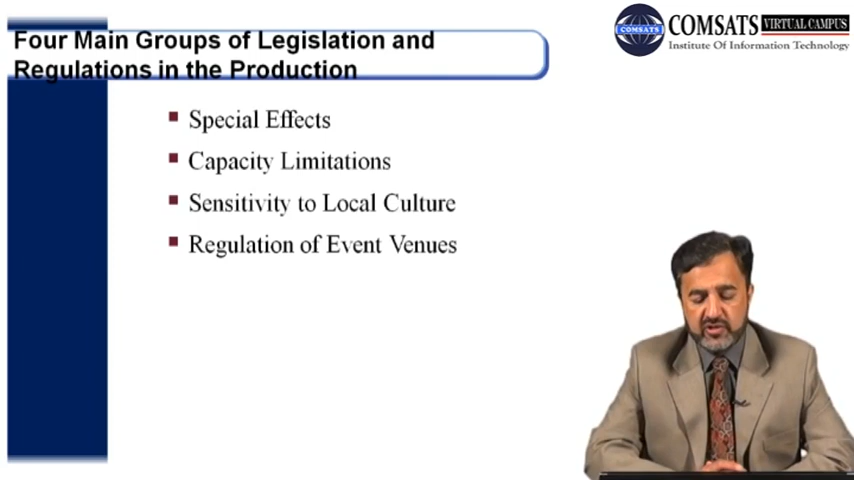 Four Main Groups of Legislation and
Regulations in the Production
COMSATS
COMSATS VIRTUAL CAMPUS
Institute Of Information Technology
Special Effects
Capacity Limitations
Sensitivity to Local Culture
Regulation of Event Venues